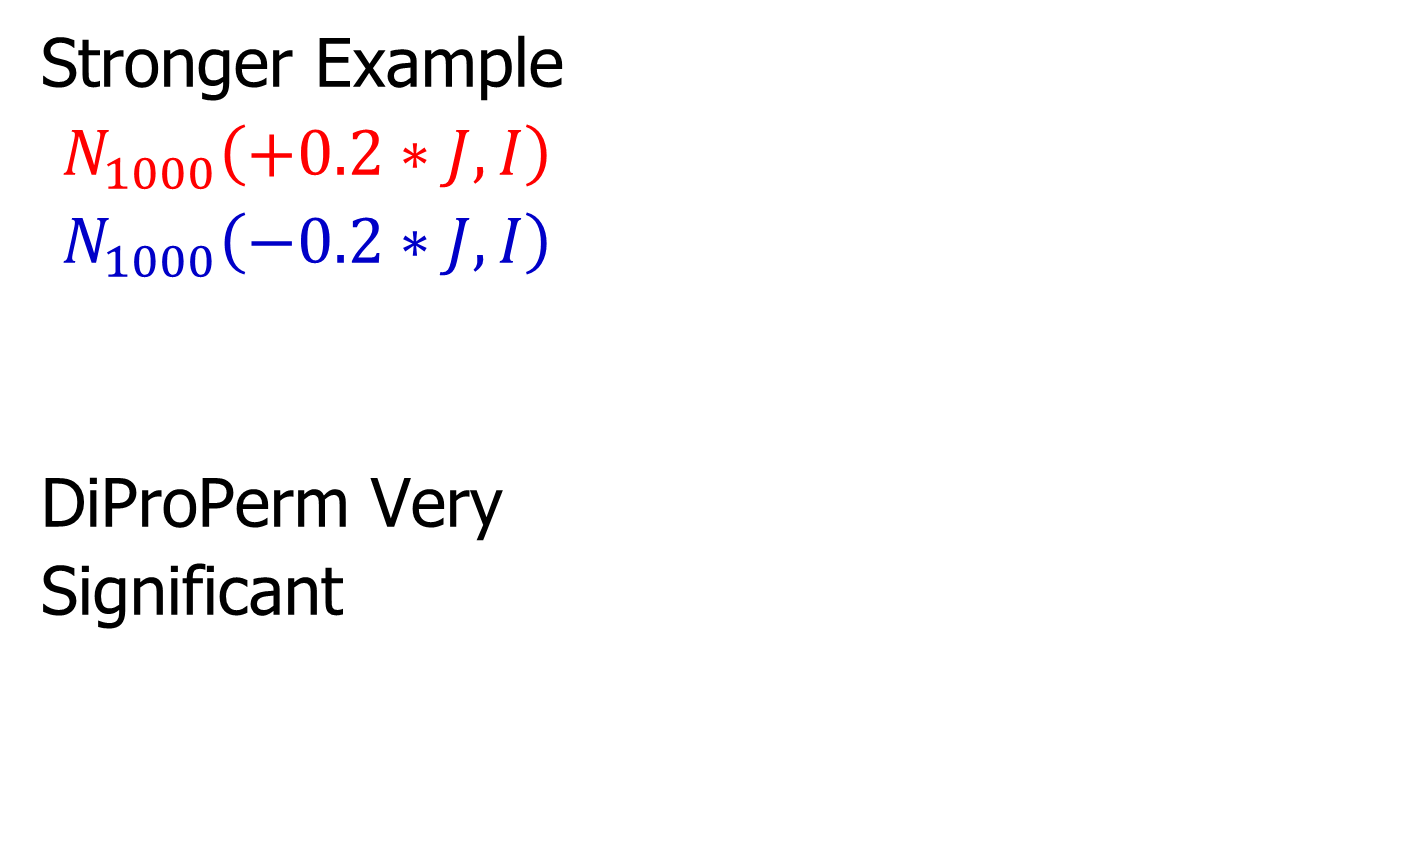 Stronger Example
N₁₀₀₀(+0.2 ∗ J, I)
N₁₀₀₀(−0.2 ∗ J, I)
DiProPerm Very
Significant